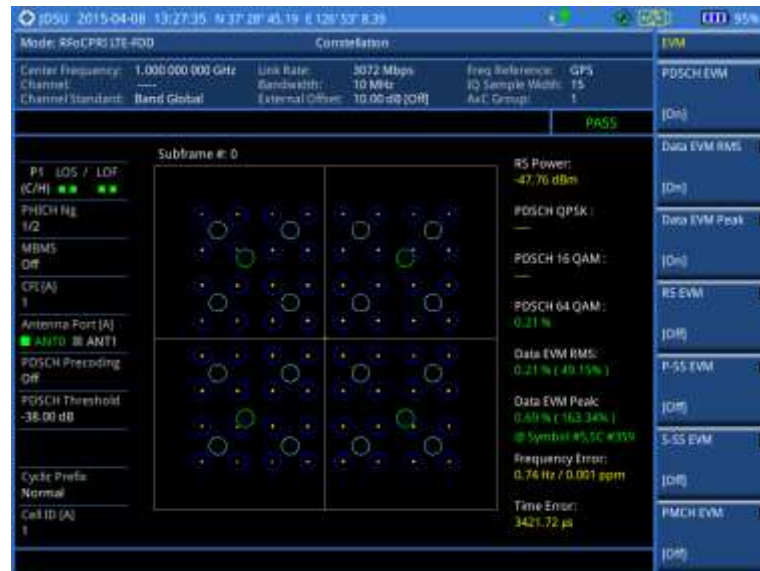 JDSU 2015-04-08 13:27:35 N 37° 28' 45.19 E 126° 53' 8.39 95%
Mode: RFoCPRI LTE-FDD Constellation EVM
Center Frequency: 1.000 000 000 GHz Link Rate: 3072 Mbps Freq Reference: GPS
Channel: ---- Bandwidth: 10 MHz IQ Sample Width: 15
Channel Standard: Band Global External Offset: 10.00 dB [Off] AxC Group: 1
PASS
P1 LOS / LOF
(C/H)
PHICH Ng
1/2
MBMS
Off
CFI [A]
1
Antenna Port [A]
ANT0 ANT1
PDSCH Precoding
Off
PDSCH Threshold
-38.00 dB
Cyclic Prefix
Normal
Cell ID [A]
1
Subframe #: 0
RS Power:
-47.76 dBm
PDSCH QPSK :
----
PDSCH 16 QAM :
----
PDSCH 64 QAM :
0.21 %
Data EVM RMS:
0.21 % ( 49.15% )
Data EVM Peak:
0.69 % ( 163.34% )
@ Symbol #5,SC #359
Frequency Error:
0.74 Hz / 0.001 ppm
Time Error:
3421.72 µs
PDSCH EVM
[On]
Data EVM RMS
[On]
Data EVM Peak
[On]
RS EVM
[Off]
P-SS EVM
[Off]
S-SS EVM
[Off]
PMCH EVM
[Off]